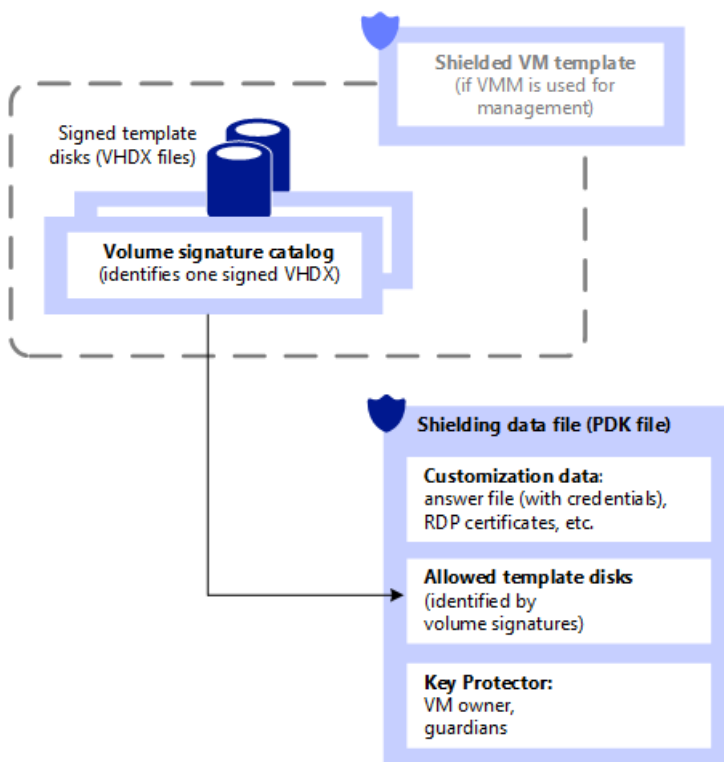 Shielded VM template
(if VMM is used for
management)
Signed template
disks (VHDX files)
Volume signature catalog
(identifies one signed VHDX)
Shielding data file (PDK file)
Customization data:
answer file (with credentials),
RDP certificates, etc.
Allowed template disks
(identified by
volume signatures)
Key Protector:
VM owner,
guardians